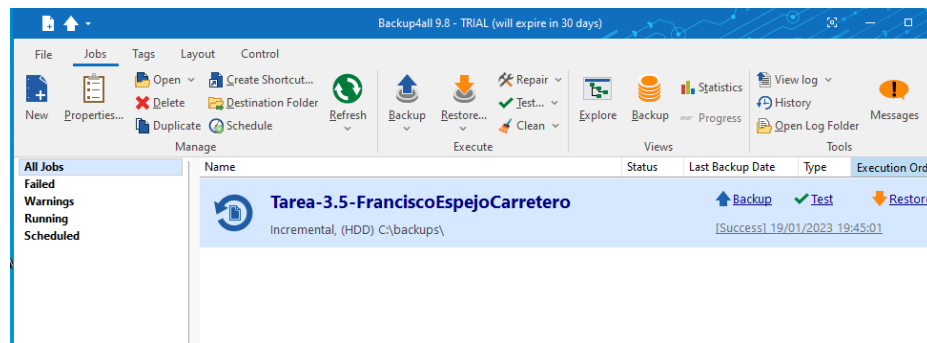 Backup4all 9.8 - TRIAL (will expire in 30 days)
File Jobs Tags Layout Control
New
Properties...
Open
Delete
Duplicate
Create Shortcut...
Destination Folder
Schedule
Refresh
Manage
Backup
Restore...
Repair
Test...
Clean
Execute
Explore
Backup
Statistics
Progress
Views
View log
History
Open Log Folder
Messages
Tools
All Jobs
Failed
Warnings
Running
Scheduled
Name Status Last Backup Date Type Execution Ord
Tarea-3.5-FranciscoEspejoCarretero
Incremental, (HDD) C:\backups\
Backup Test Restore
[Success] 19/01/2023 19:45:01